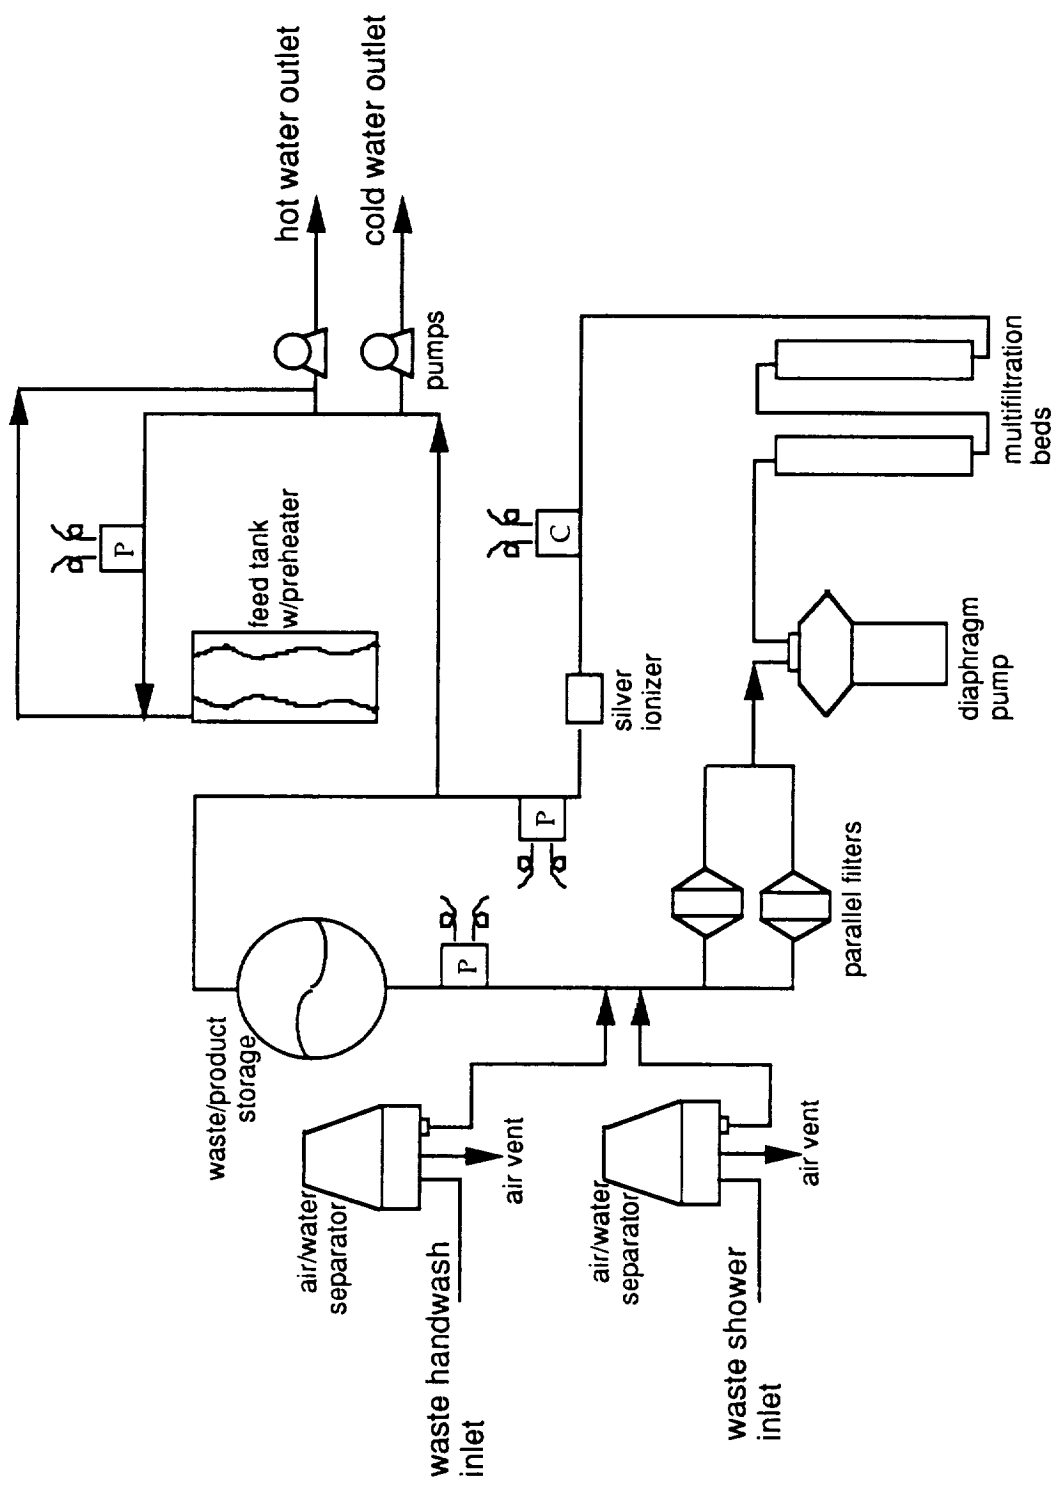 hot water outlet
cold water outlet
pumps
P
feed tank
w/preheater
C
silver
ionizer
multifiltration
beds
diaphragm
pump
P
P
waste/product
storage
parallel filters
air/water
separator
air vent
waste handwash
inlet
air/water
separator
air vent
waste shower
inlet